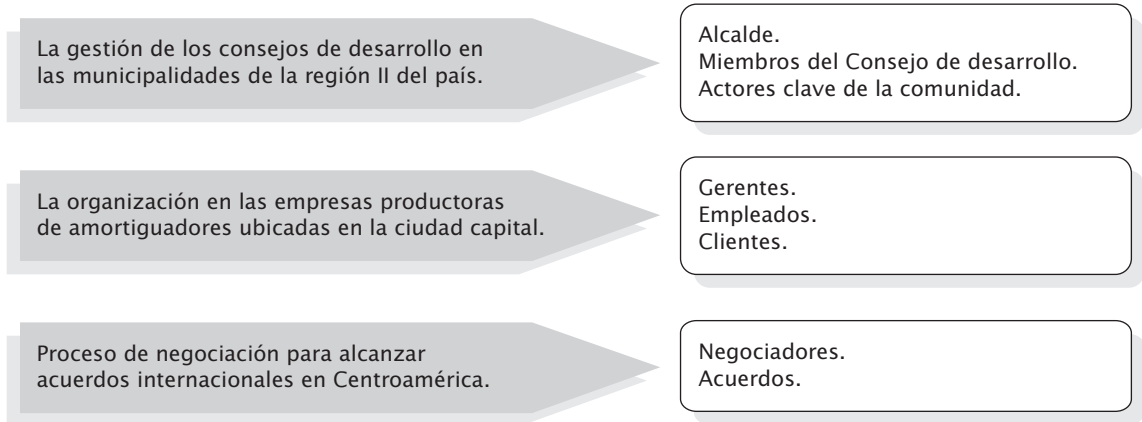 La gestión de los consejos de desarrollo en
las municipalidades de la región II del país.
Alcalde.
Miembros del Consejo de desarrollo.
Actores clave de la comunidad.
La organización en las empresas productoras
de amortiguadores ubicadas en la ciudad capital.
Gerentes.
Empleados.
Clientes.
Proceso de negociación para alcanzar
acuerdos internacionales en Centroamérica.
Negociadores.
Acuerdos.